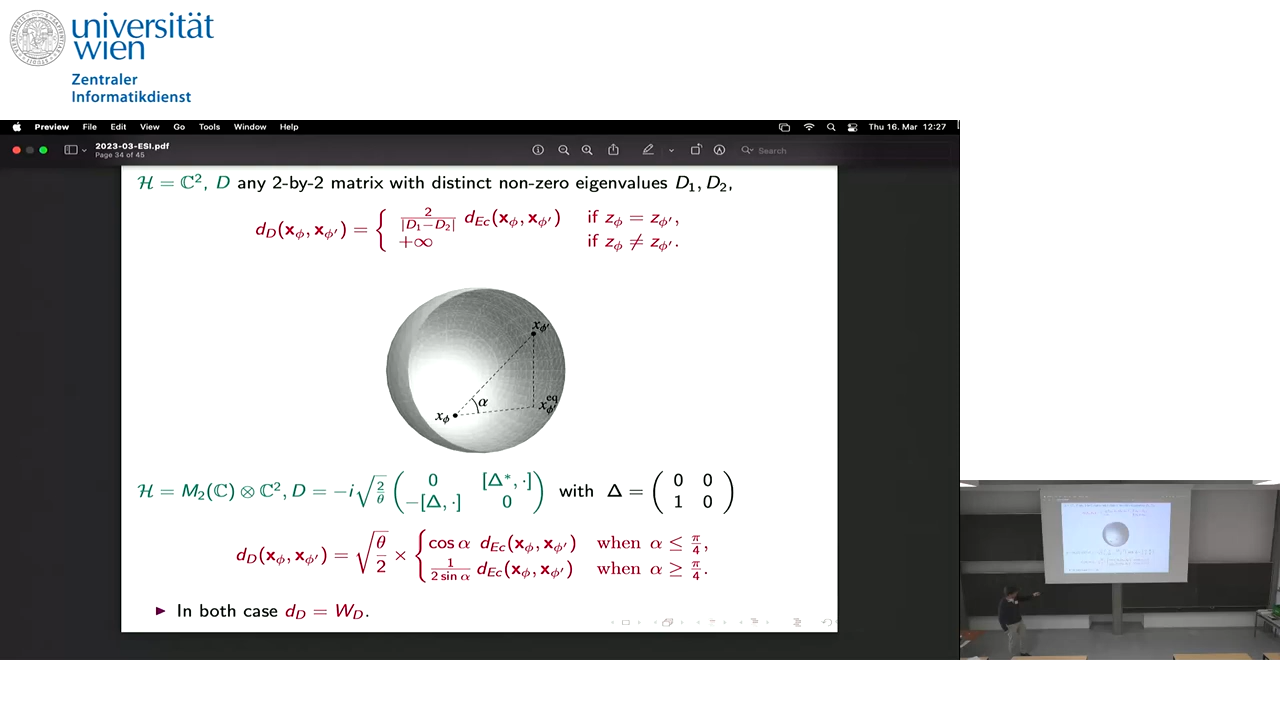 universität
wien
Zentraler
Informatikdienst
Preview File Edit View Go Tools Window Help Thu 16. Mar 12:27
2023-03-ESI.pdf
Page 34 of 45
Search
ℋ = ℂ², D any 2-by-2 matrix with distinct non-zero eigenvalues D₁, D₂,
d_D(x_ϕ, x_ϕ′) = { 2/|D₁−D₂| d_Ec(x_ϕ, x_ϕ′) if z_ϕ = z_ϕ′,
+∞ if z_ϕ ≠ z_ϕ′.
x_ϕ′
α
x_ϕ
x_ϕ′^eq
ℋ = M₂(ℂ) ⊗ ℂ², D = −i√(2/θ) ( 0 [Δ*, ·] ; −[Δ, ·] 0 ) with Δ = ( 0 0 ; 1 0 )
d_D(x_ϕ, x_ϕ′) = √(θ/2) × { cos α d_Ec(x_ϕ, x_ϕ′) when α ≤ π/4,
1/(2 sin α) d_Ec(x_ϕ, x_ϕ′) when α ≥ π/4.
► In both case d_D = W_D.